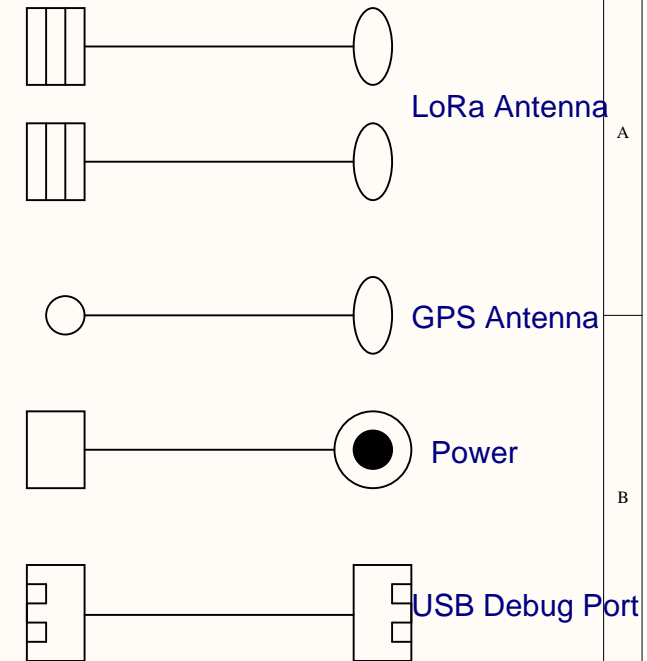 LoRa Antenna
A
GPS Antenna
Power
B
USB Debug Port